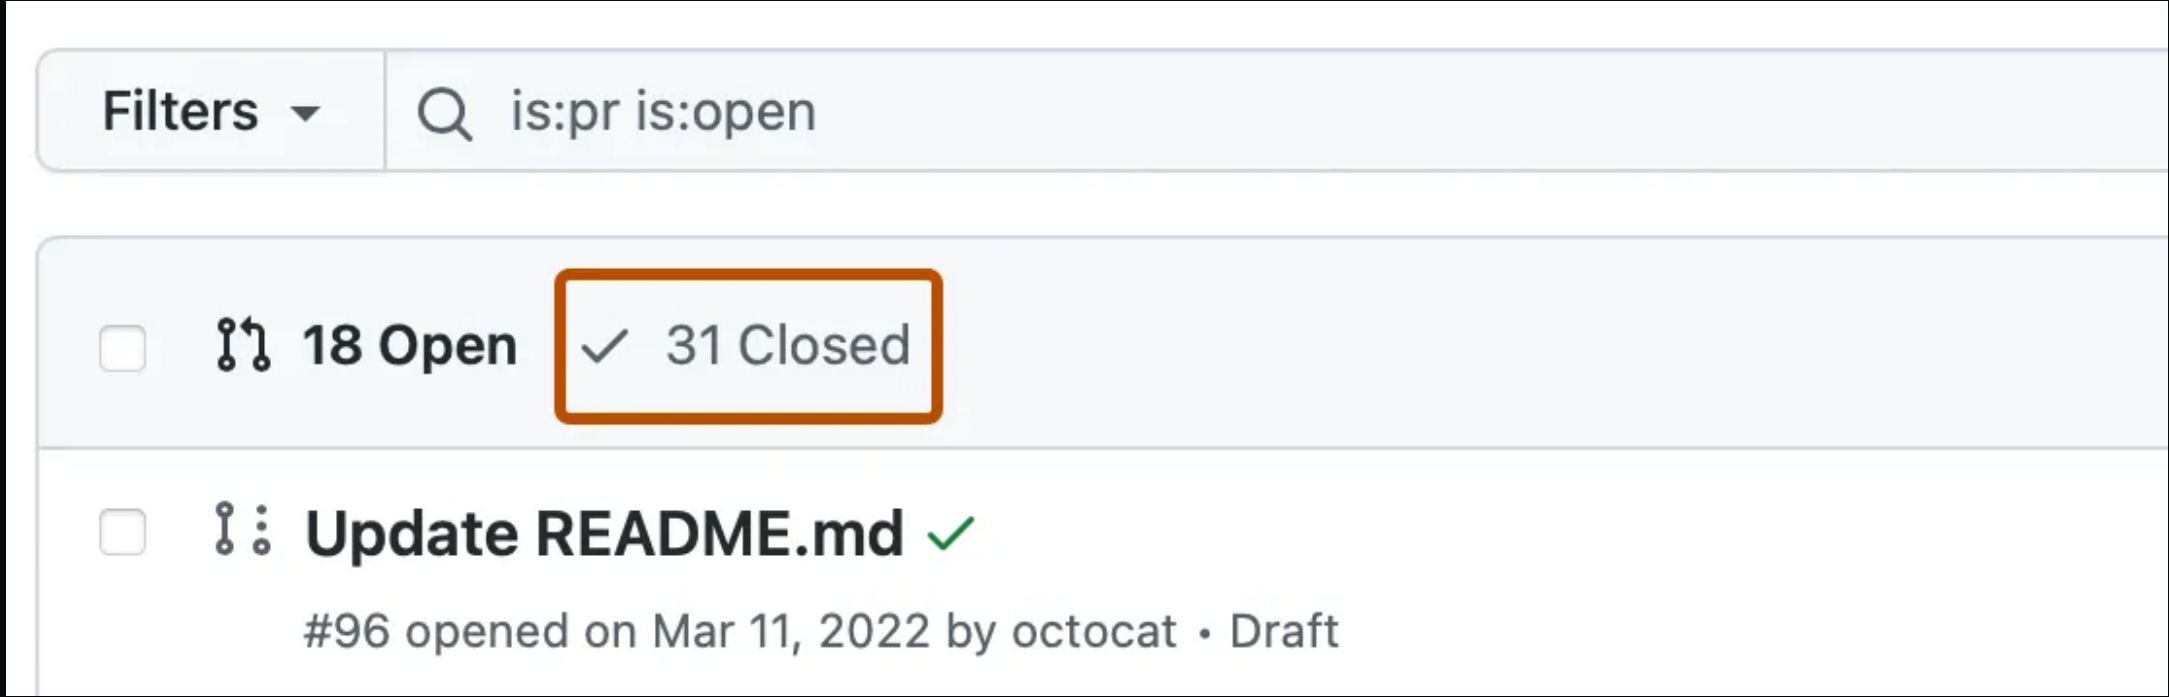 Filters is:pr is:open
18 Open 31 Closed
Update README.md
#96 opened on Mar 11, 2022 by octocat • Draft